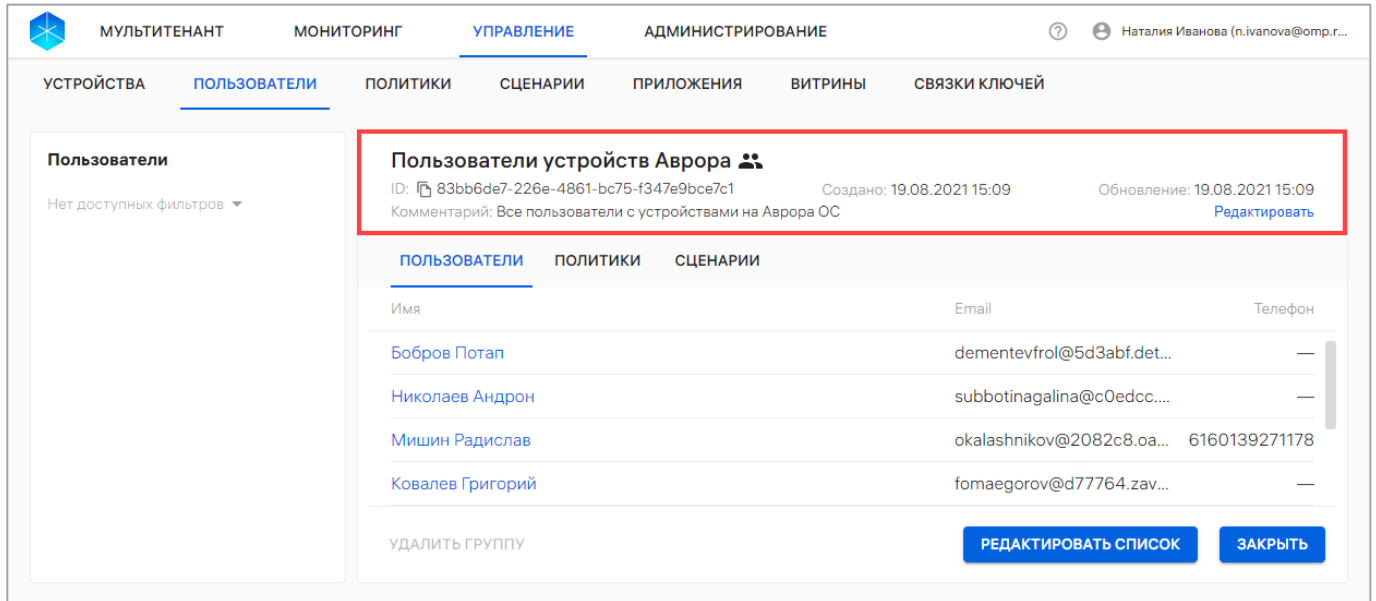 МУЛЬТИТЕНАНТ МОНИТОРИНГ УПРАВЛЕНИЕ АДМИНИСТРИРОВАНИЕ Наталия Иванова (n.ivanova@omp.r...
УСТРОЙСТВА ПОЛЬЗОВАТЕЛИ ПОЛИТИКИ СЦЕНАРИИ ПРИЛОЖЕНИЯ ВИТРИНЫ СВЯЗКИ КЛЮЧЕЙ
Пользователи
Нет доступных фильтров
Пользователи устройств Аврора
ID: 83bb6de7-226e-4861-bc75-f347e9bce7c1 Создано: 19.08.2021 15:09 Обновление: 19.08.2021 15:09
Комментарий: Все пользователи с устройствами на Аврора ОС Редактировать
ПОЛЬЗОВАТЕЛИ ПОЛИТИКИ СЦЕНАРИИ
Имя Email Телефон
Бобров Потап dementevfrol@5d3abf.det... —
Николаев Андрон subbotinagalina@c0edcc.... —
Мишин Радислав okalashnikov@2082c8.oa... 6160139271178
Ковалев Григорий fomaegorov@d77764.zav... —
УДАЛИТЬ ГРУППУ РЕДАКТИРОВАТЬ СПИСОК ЗАКРЫТЬ